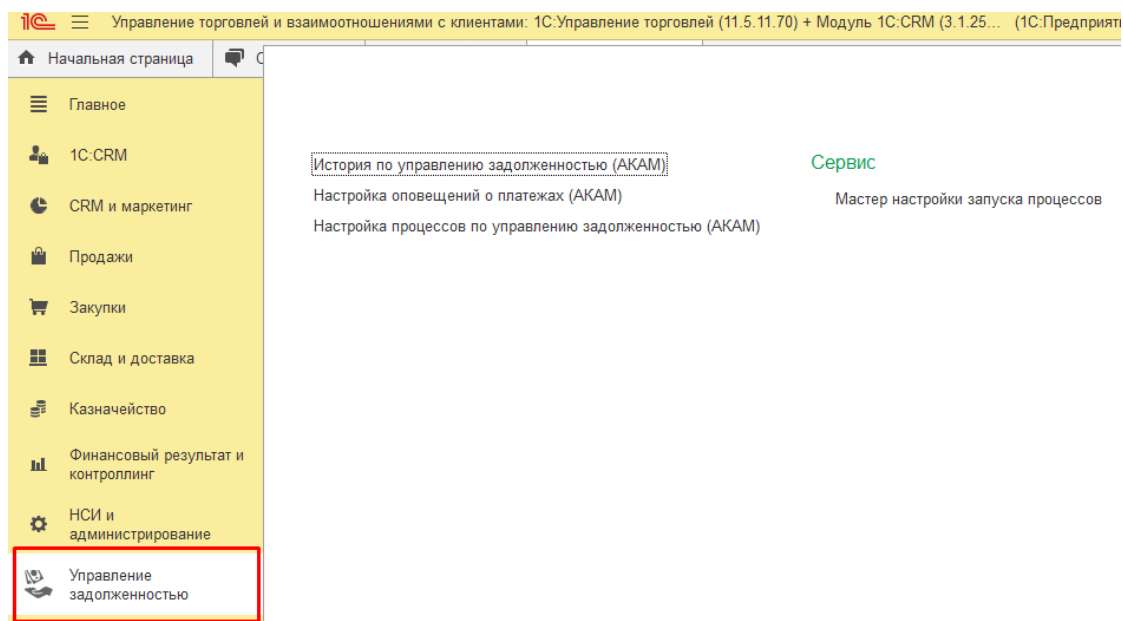 Управление торговлей и взаимоотношениями с клиентами: 1С:Управление торговлей (11.5.11.70) + Модуль 1С:CRM (3.1.25... (1С:Предприят
Начальная страница
Главное
1С:CRM
CRM и маркетинг
Продажи
Закупки
Склад и доставка
Казначейство
Финансовый результат и
контроллинг
НСИ и
администрирование
Управление
задолженностью
История по управлению задолженностью (АКАМ)
Настройка оповещений о платежах (АКАМ)
Настройка процессов по управлению задолженностью (АКАМ)
Сервис
Мастер настройки запуска процессов